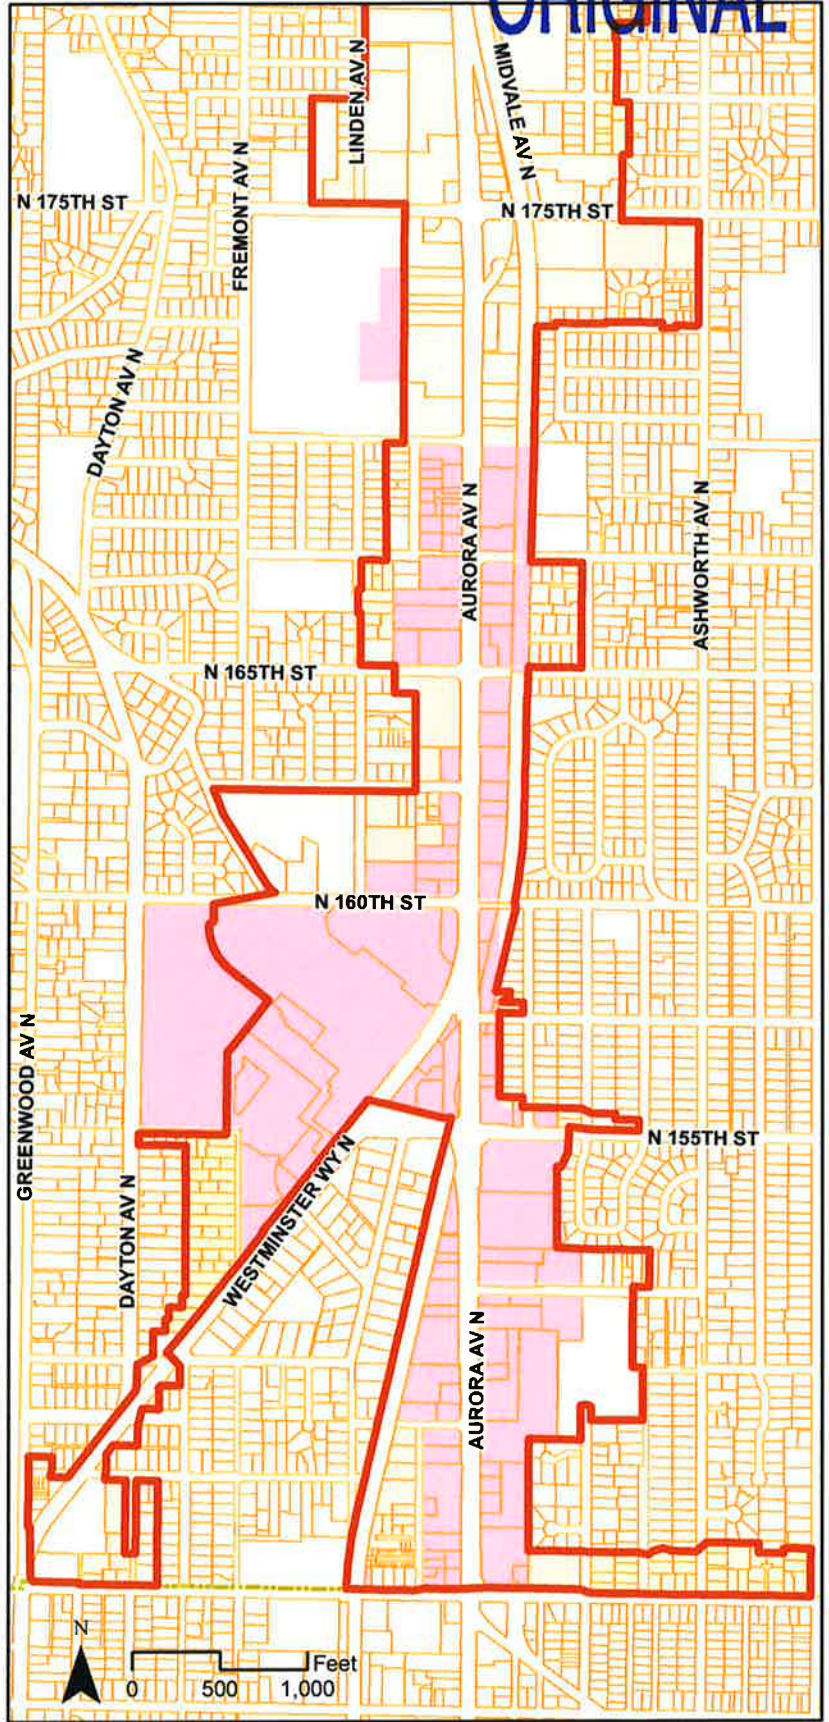 ORIGINAL
LINDEN AV N
MIDVALE AV N
FREMONT AV N
N 175TH ST
N 175TH ST
DAYTON AV N
AURORA AV N
ASHWORTH AV N
N 165TH ST
N 160TH ST
GREENWOOD AV N
N 155TH ST
DAYTON AV N
WESTMINSTER WY N
AURORA AV N
N
Feet
0 500 1,000